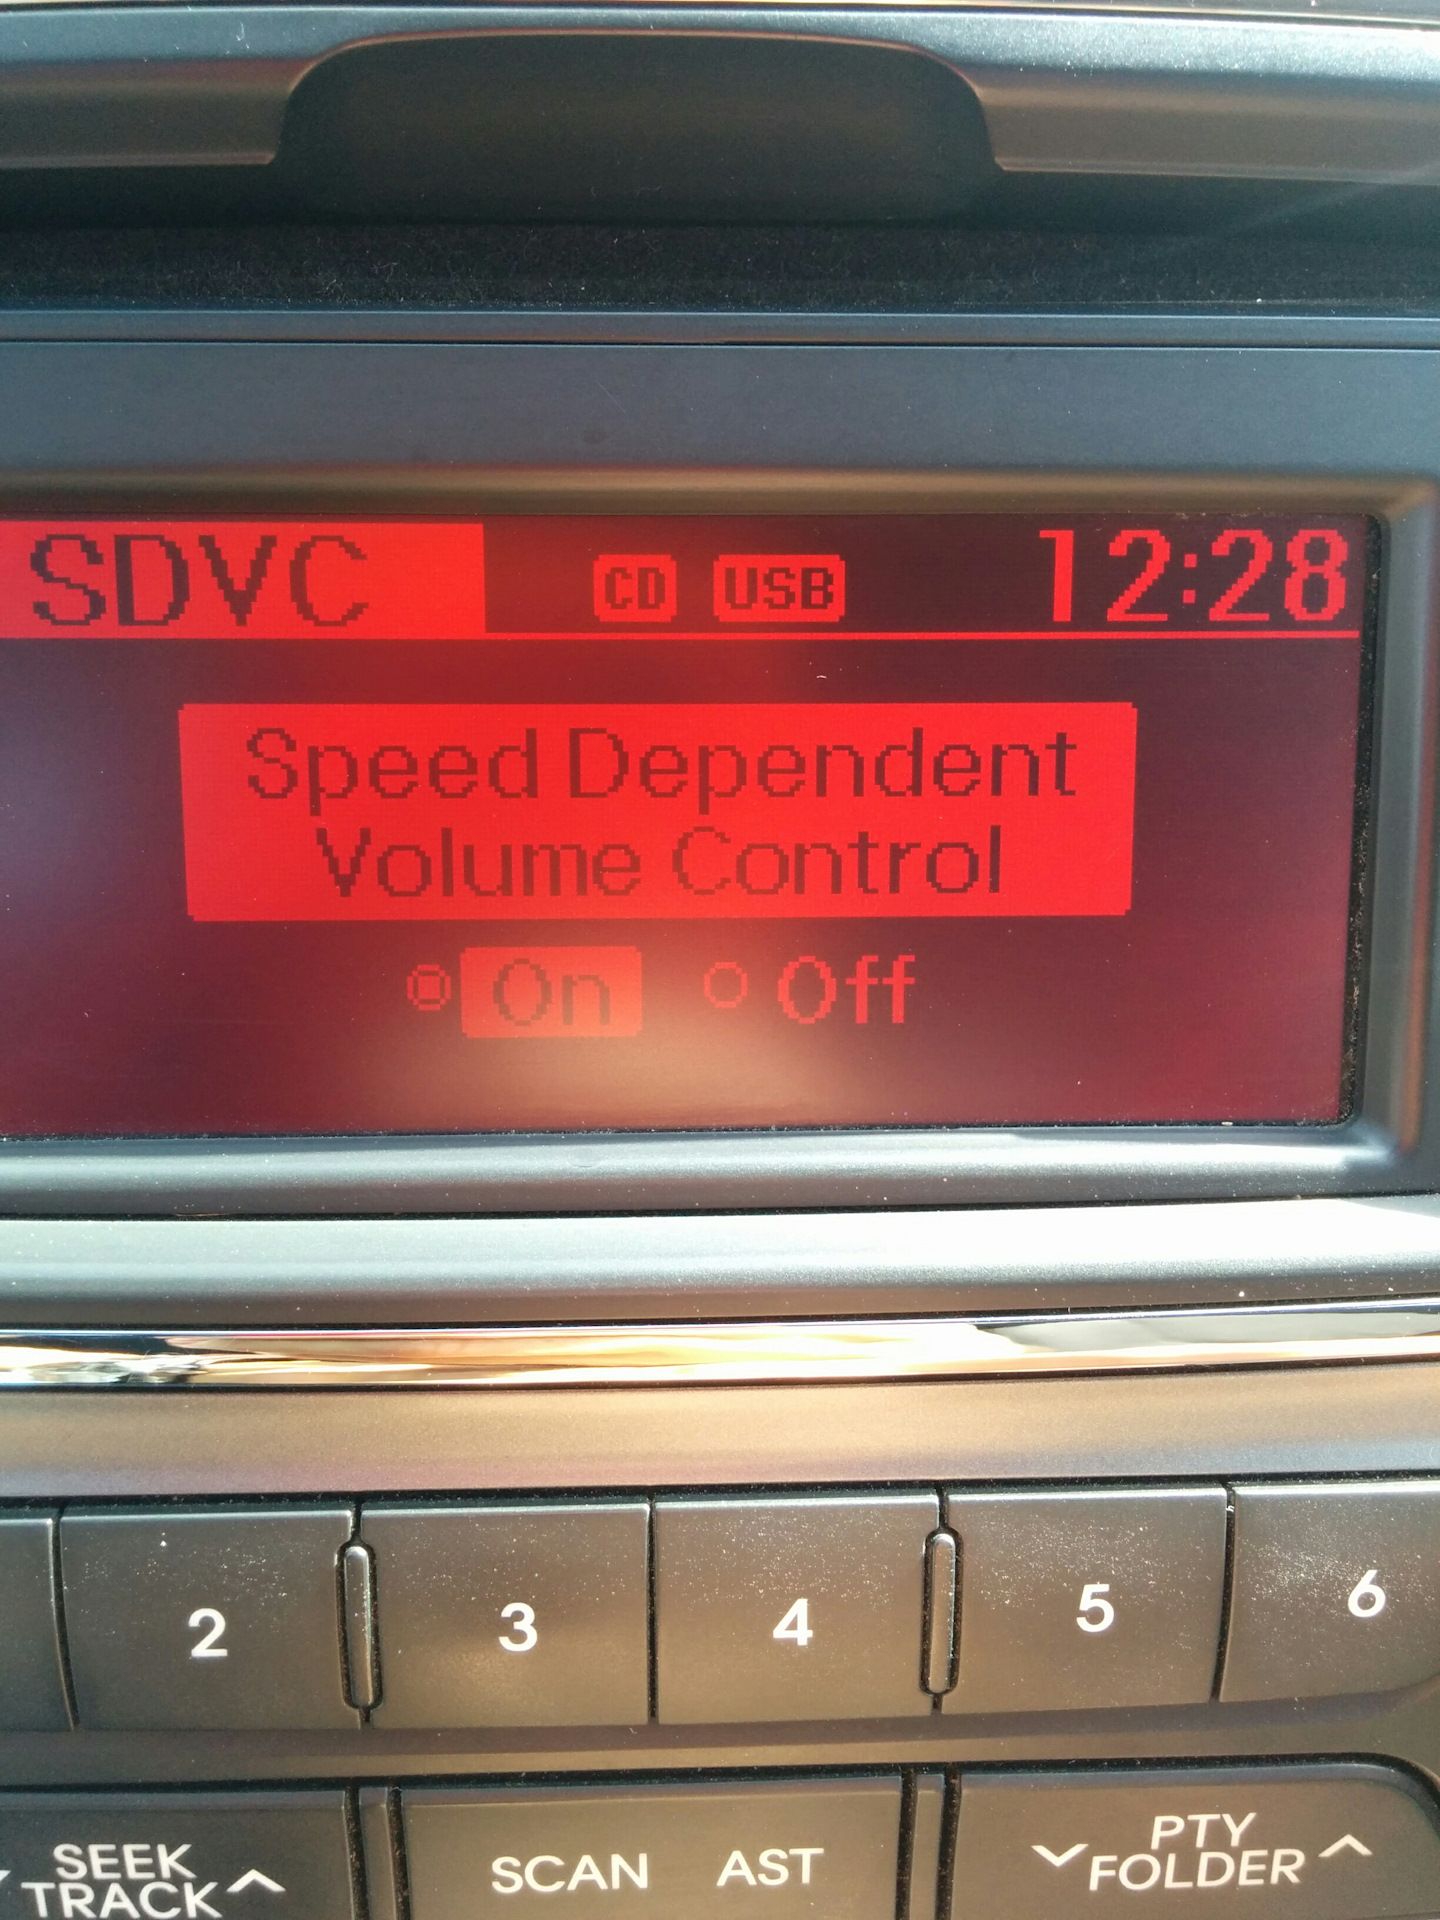 SDVC CD USB 12:28
Speed Dependent
Volume Control
On Off
2 3 4 5 6
SEEK
TRACK
SCAN AST
PTY
FOLDER